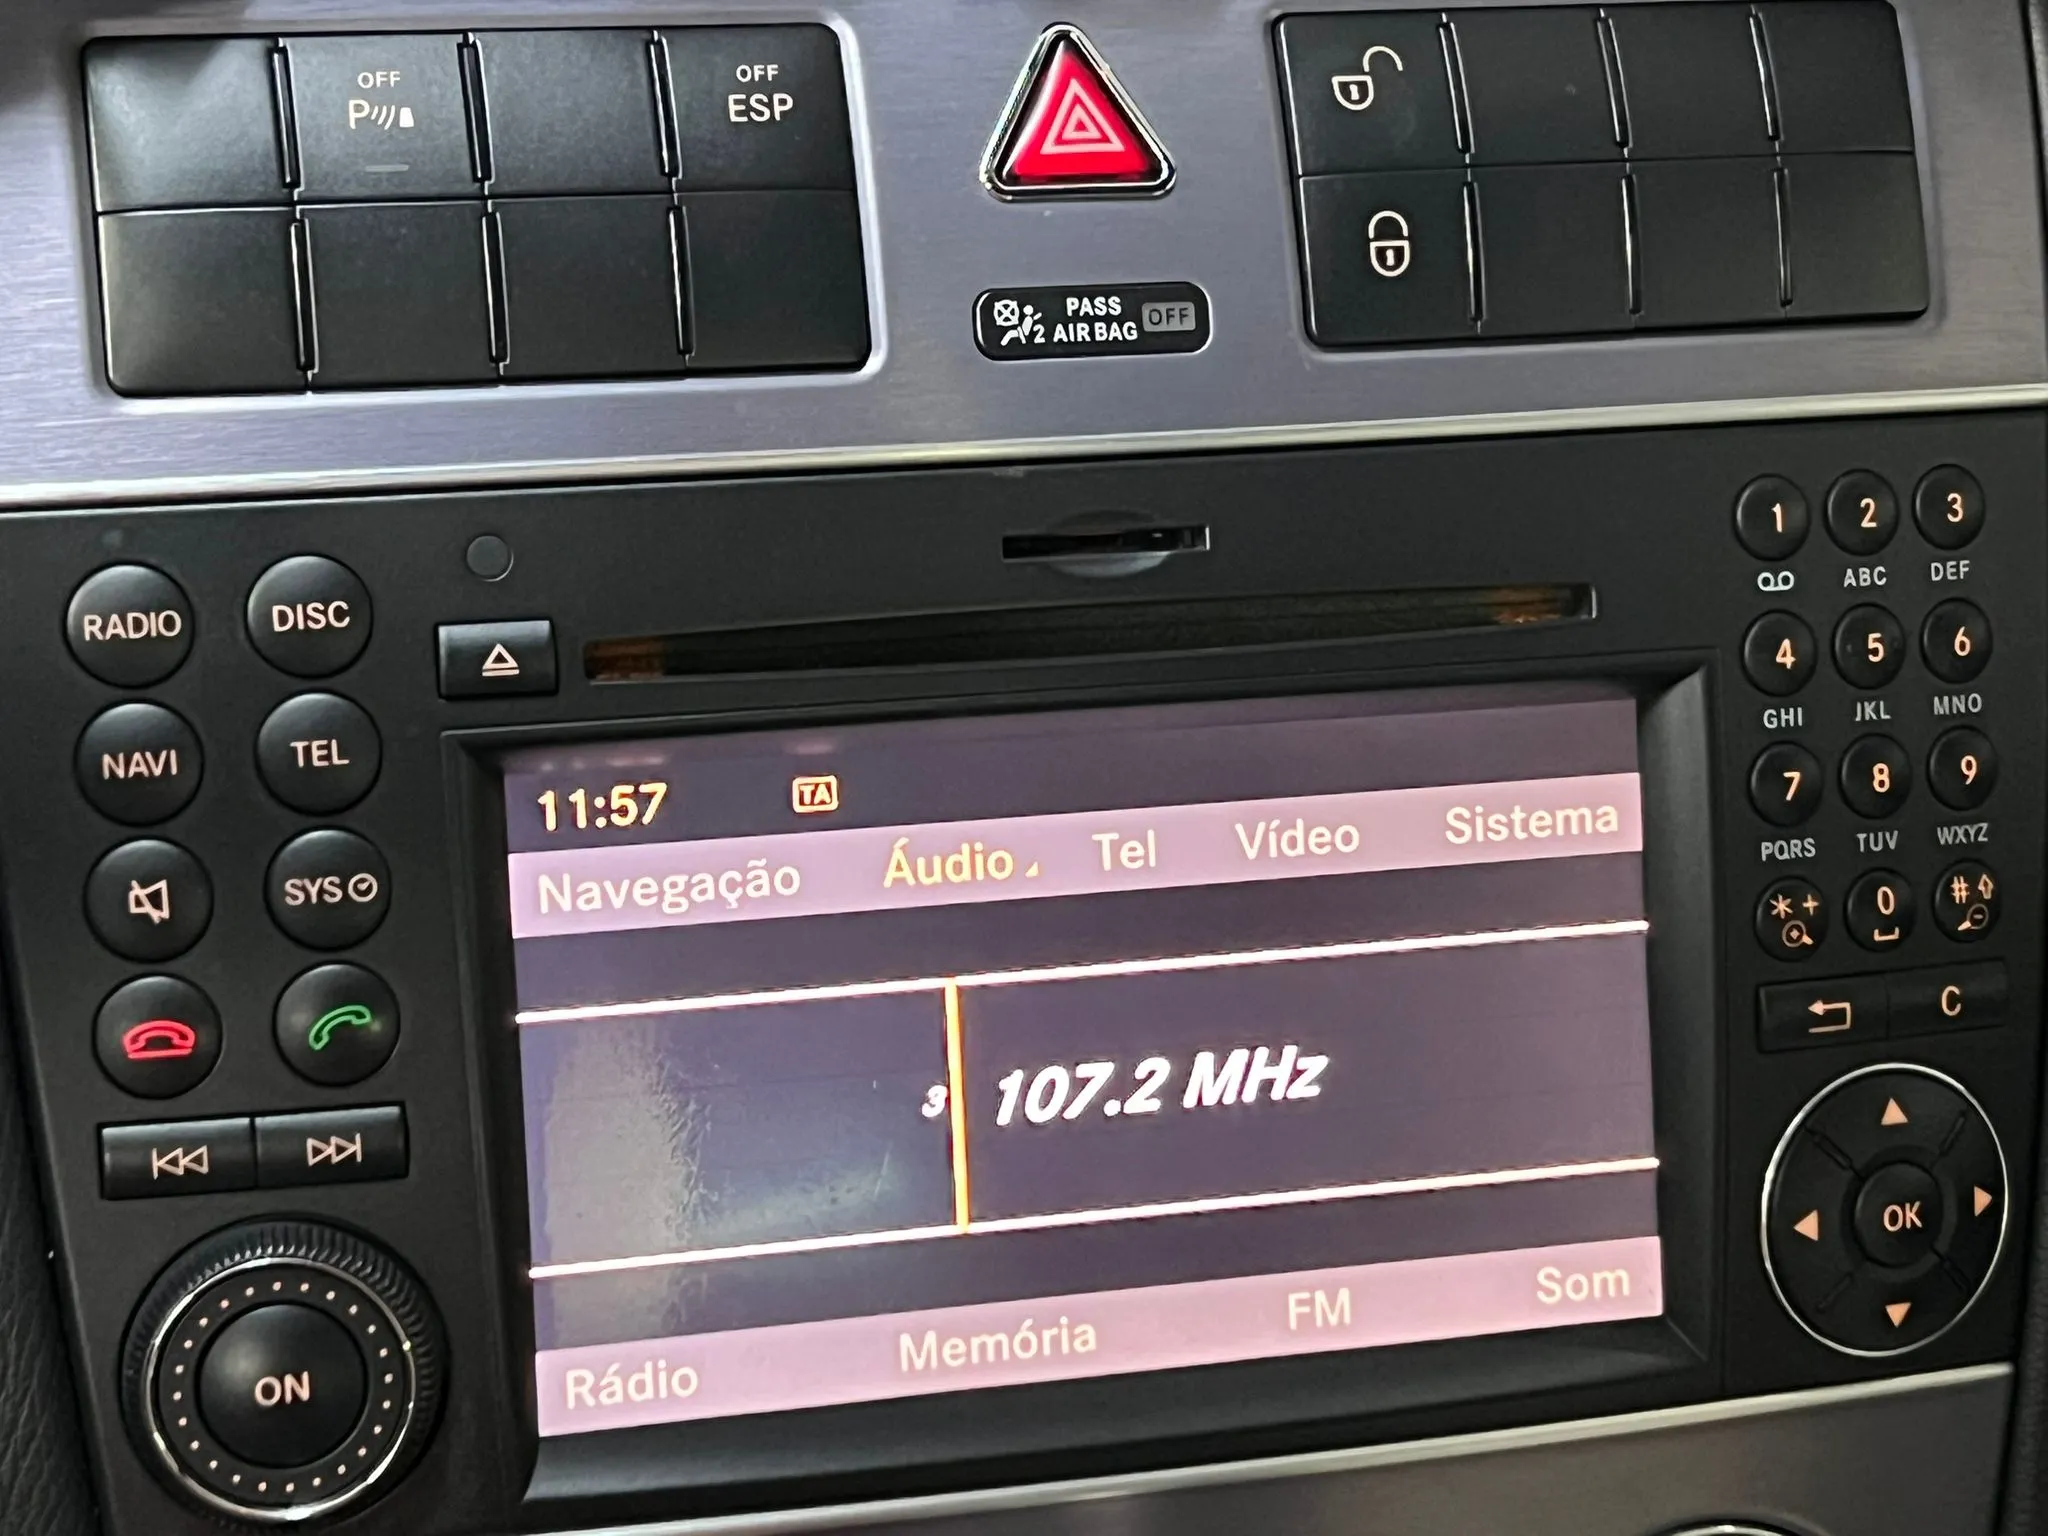 OFF
P
OFF
ESP
PASS
2 AIR BAG OFF
RADIO
DISC
NAVI
TEL
SYS
ON
11:57 TA
Navegação Áudio Tel Vídeo Sistema
3 107.2 MHz
Rádio Memória FM Som
1 2 3
ABC DEF
4 5 6
GHI JKL MNO
7 8 9
PQRS TUV WXYZ
* + 0 #
C
OK